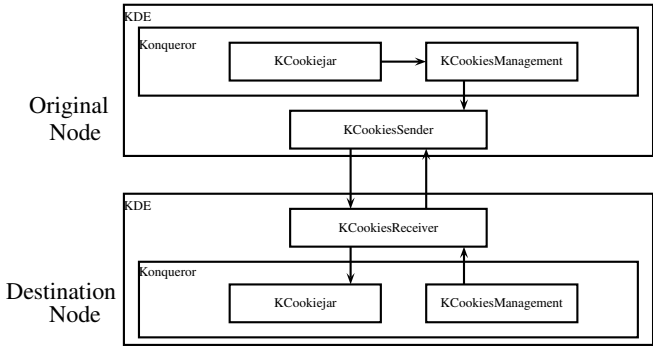 KDE
Konqueror
KCookiejar
KCookiesManagement
Original
Node
KCookiesSender
KDE
KCookiesReceiver
Konqueror
Destination
Node
KCookiejar
KCookiesManagement